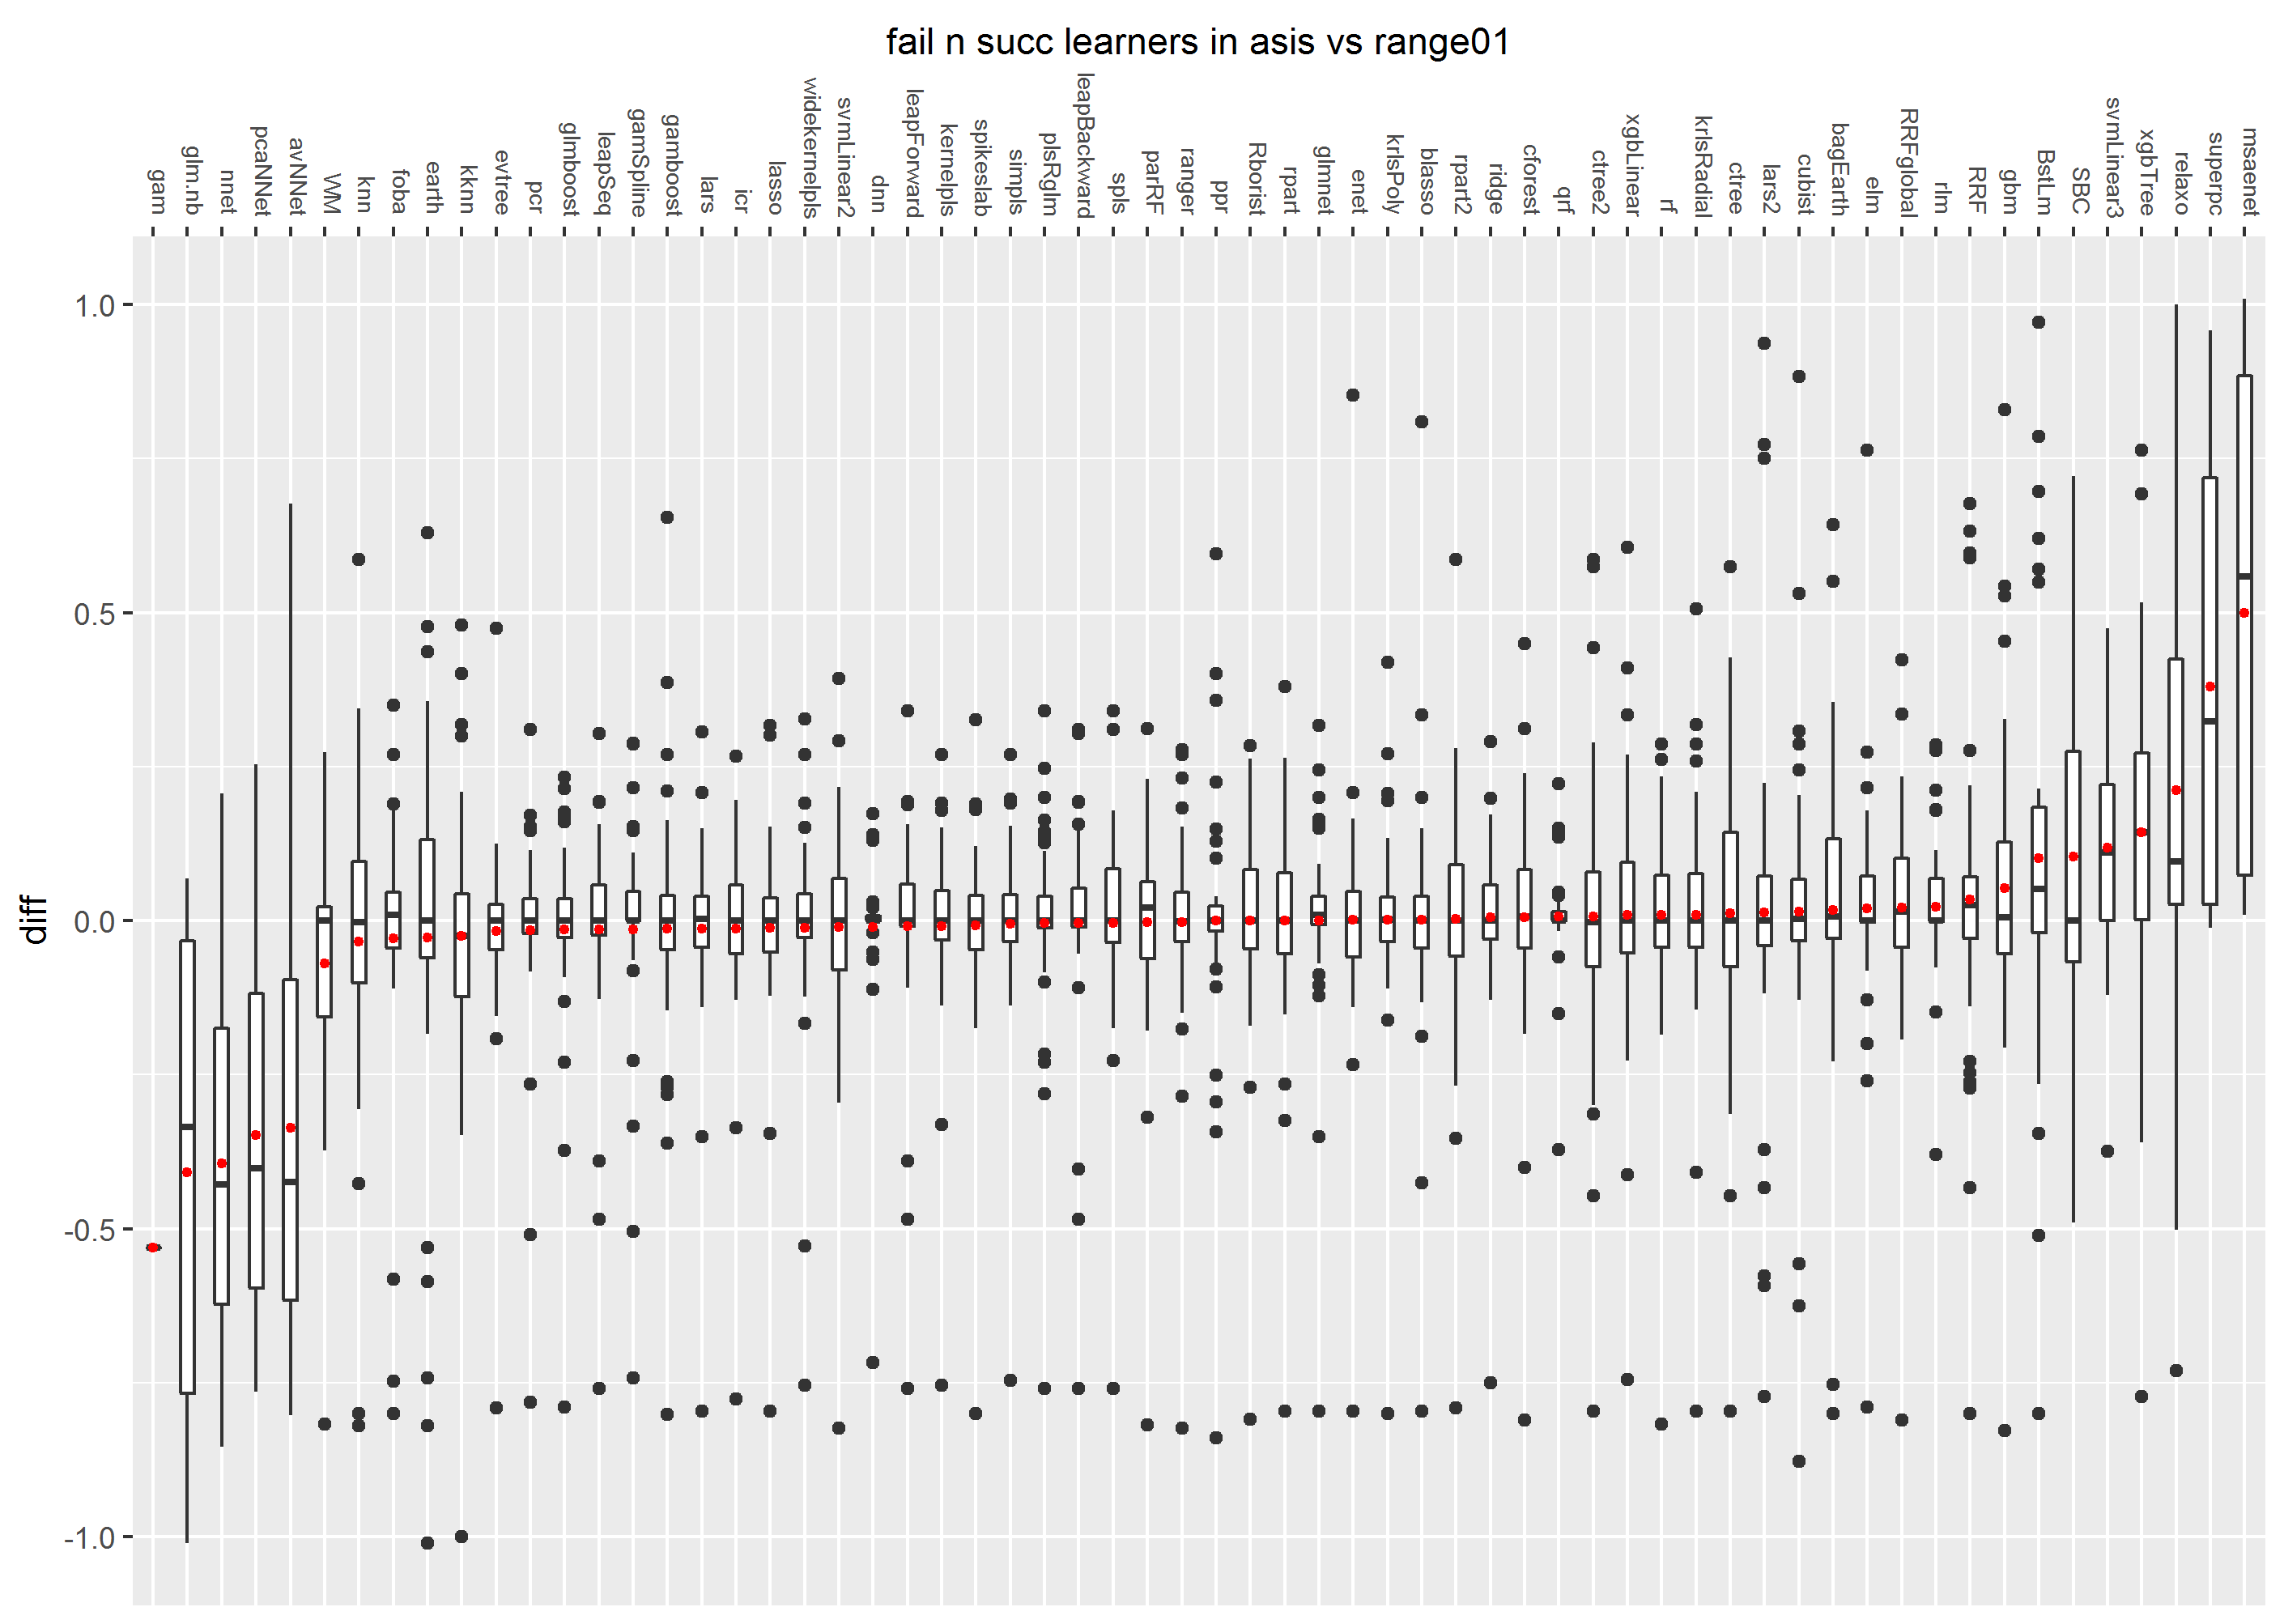 fail n succ learners in asis vs range01
gam
glm.nb
nnet
pcaNNet
avNNet
WM
knn
foba
earth
kknn
evtree
pcr
glmboost
leapSeq
gamSpline
gamboost
lars
icr
lasso
widekernelpls
svmLinear2
dnn
leapForward
kernelpls
spikeslab
simpls
plsRglm
leapBackward
spls
parRF
ranger
ppr
Rborist
rpart
glmnet
enet
krlsPoly
blasso
rpart2
ridge
cforest
qrf
ctree2
xgbLinear
rf
krlsRadial
ctree
lars2
cubist
bagEarth
elm
RRFglobal
rlm
RRF
gbm
BstLm
SBC
svmLinear3
xgbTree
relaxo
superpc
msaenet
1.0
0.5
0.0
-0.5
-1.0
diff